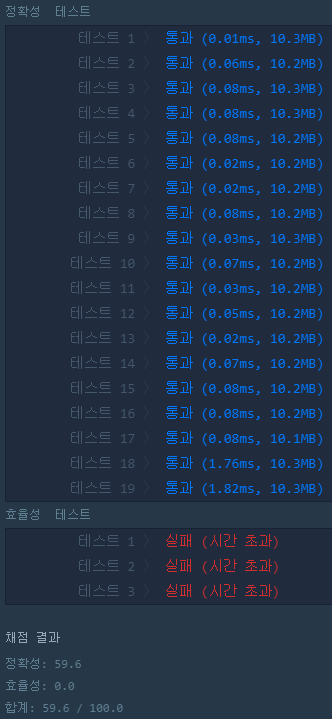 정확성 테스트
테스트 1 〉 통과 (0.01ms, 10.3MB)
테스트 2 〉 통과 (0.06ms, 10.2MB)
테스트 3 〉 통과 (0.08ms, 10.3MB)
테스트 4 〉 통과 (0.08ms, 10.3MB)
테스트 5 〉 통과 (0.08ms, 10.2MB)
테스트 6 〉 통과 (0.02ms, 10.2MB)
테스트 7 〉 통과 (0.02ms, 10.2MB)
테스트 8 〉 통과 (0.08ms, 10.2MB)
테스트 9 〉 통과 (0.03ms, 10.3MB)
테스트 10 〉 통과 (0.07ms, 10.2MB)
테스트 11 〉 통과 (0.03ms, 10.2MB)
테스트 12 〉 통과 (0.05ms, 10.2MB)
테스트 13 〉 통과 (0.02ms, 10.2MB)
테스트 14 〉 통과 (0.07ms, 10.2MB)
테스트 15 〉 통과 (0.08ms, 10.2MB)
테스트 16 〉 통과 (0.08ms, 10.2MB)
테스트 17 〉 통과 (0.08ms, 10.1MB)
테스트 18 〉 통과 (1.76ms, 10.3MB)
테스트 19 〉 통과 (1.82ms, 10.3MB)
효율성 테스트
테스트 1 〉 실패 (시간 초과)
테스트 2 〉 실패 (시간 초과)
테스트 3 〉 실패 (시간 초과)
채점 결과
정확성: 59.6
효율성: 0.0
합계: 59.6 / 100.0